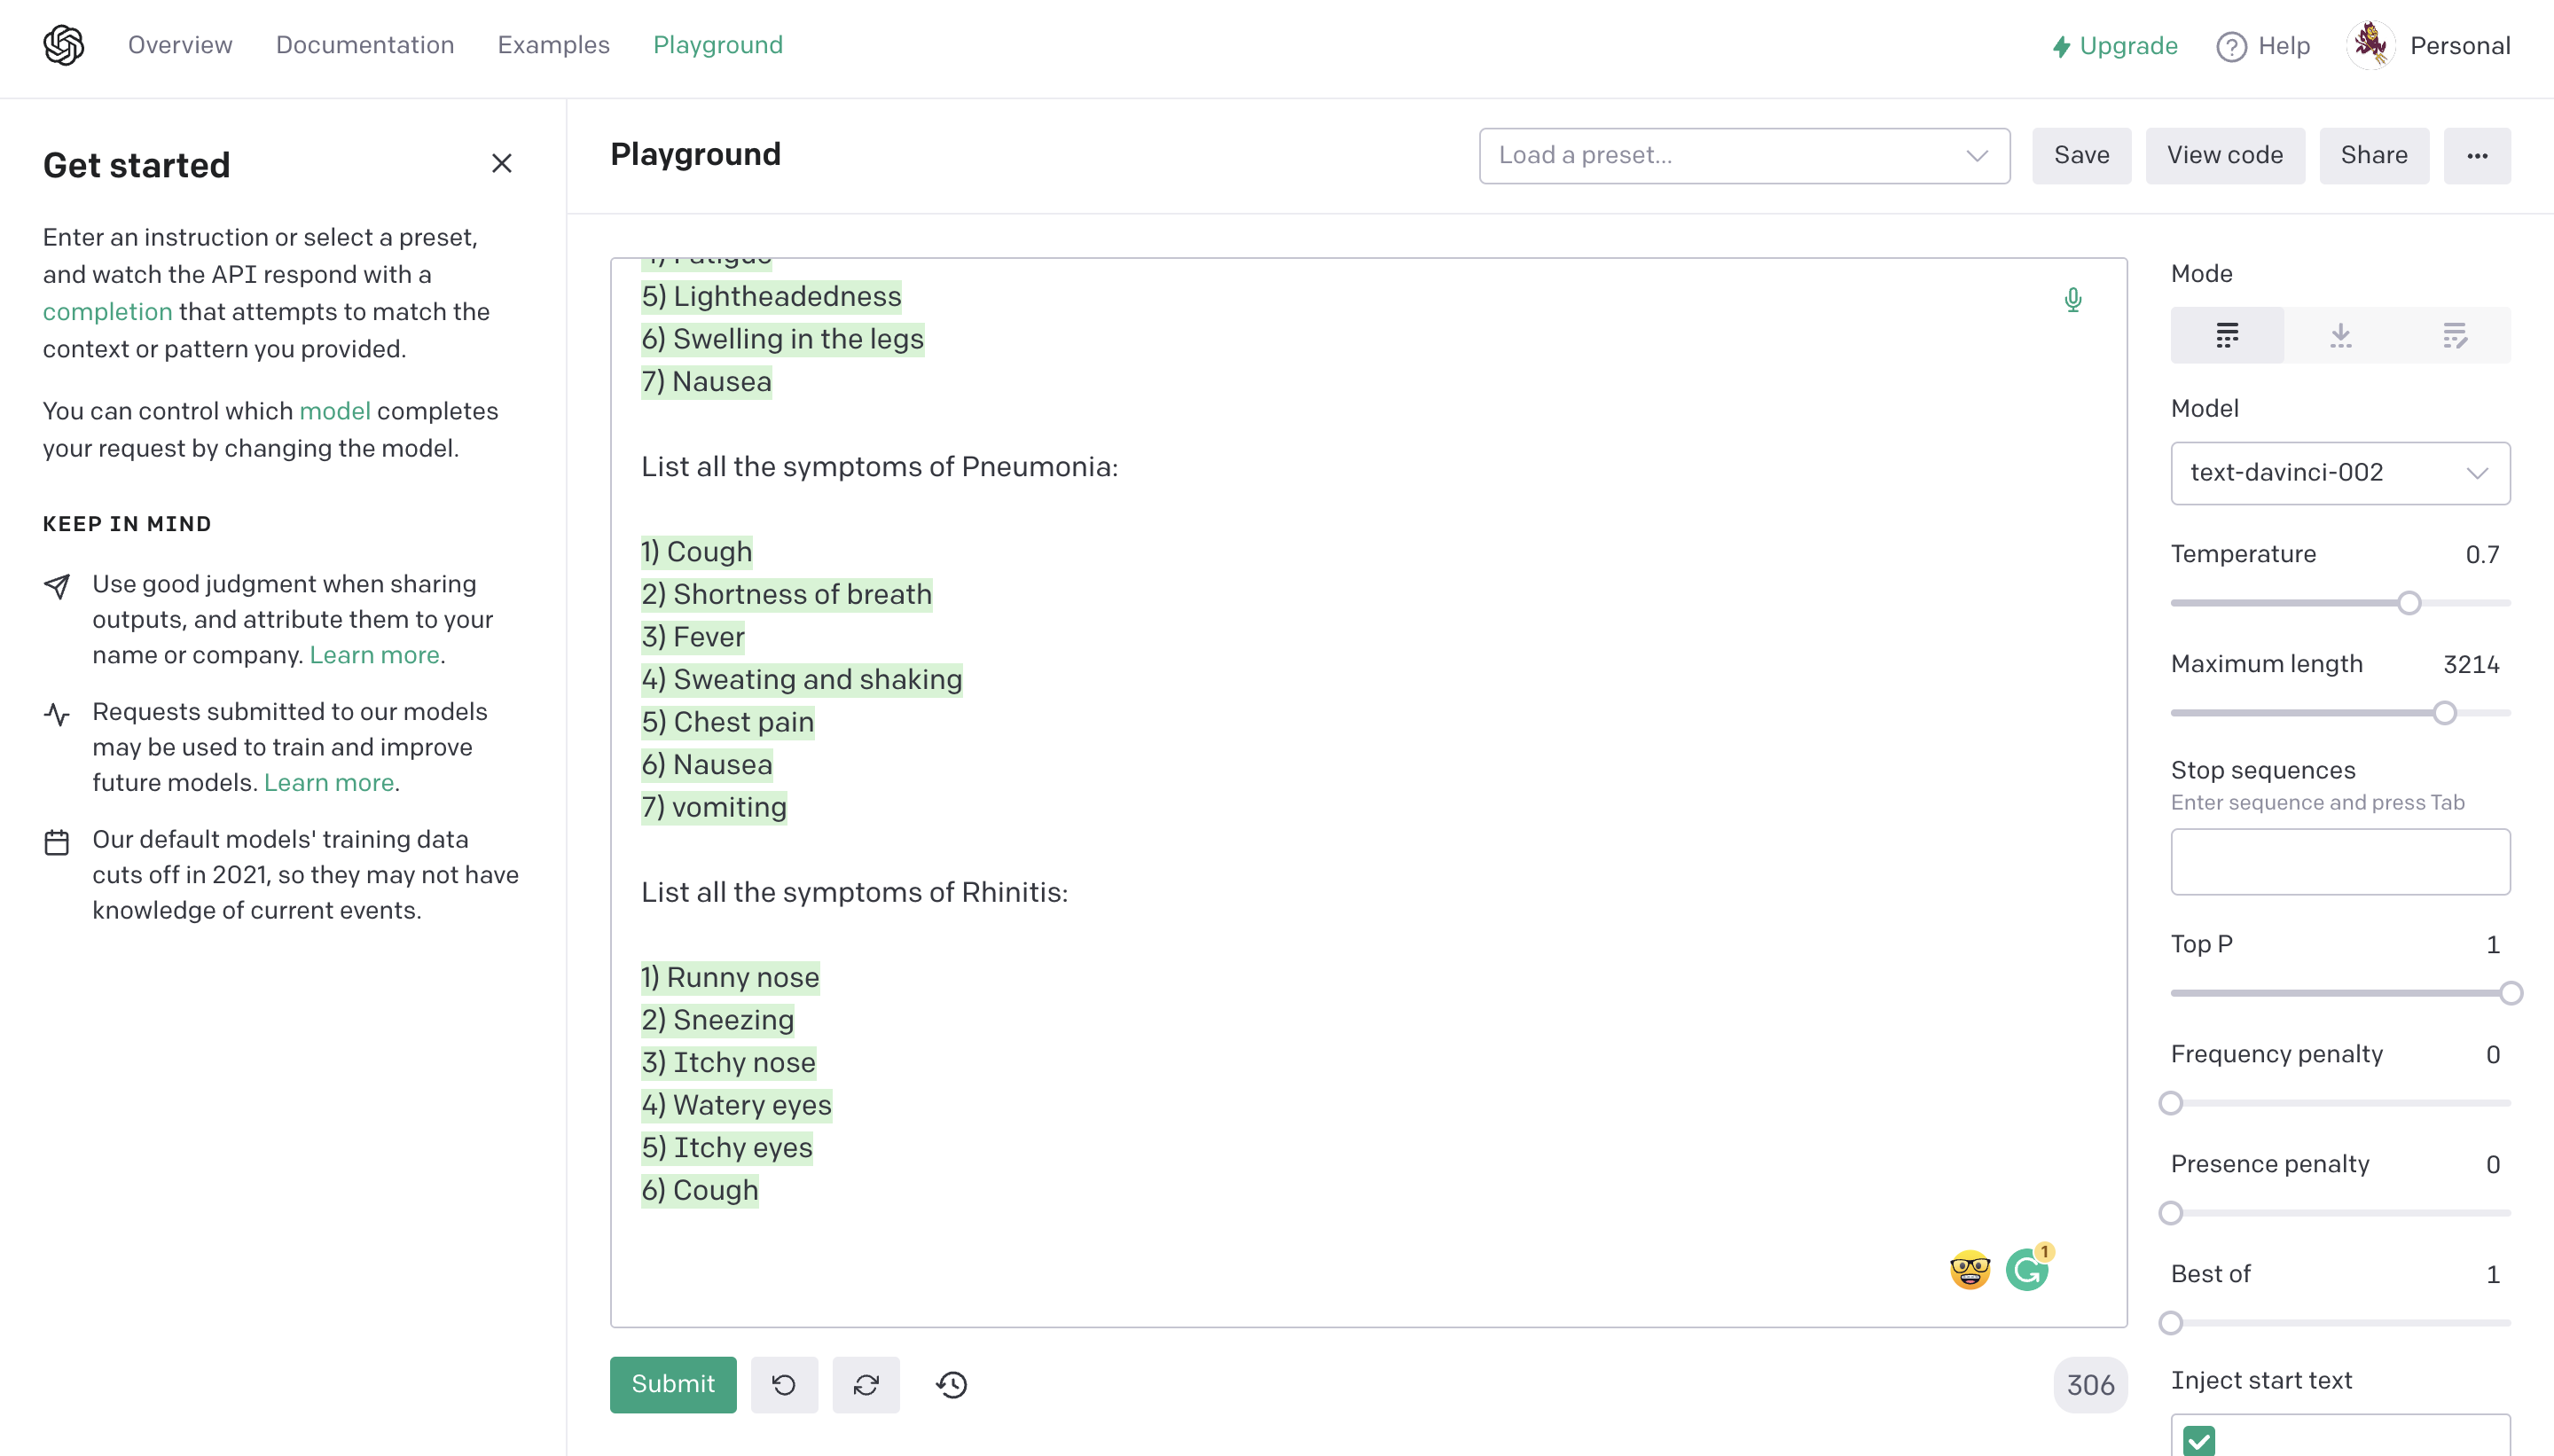 Overview Documentation Examples Playground Upgrade Help Personal
Get started
Enter an instruction or select a preset,
and watch the API respond with a
completion that attempts to match the
context or pattern you provided.
You can control which model completes
your request by changing the model.
KEEP IN MIND
Use good judgment when sharing
outputs, and attribute them to your
name or company. Learn more.
Requests submitted to our models
may be used to train and improve
future models. Learn more.
Our default models' training data
cuts off in 2021, so they may not have
knowledge of current events.
Playground
Load a preset...
Save
View code
Share
4) Fatigue
5) Lightheadedness
6) Swelling in the legs
7) Nausea
List all the symptoms of Pneumonia:
1) Cough
2) Shortness of breath
3) Fever
4) Sweating and shaking
5) Chest pain
6) Nausea
7) vomiting
List all the symptoms of Rhinitis:
1) Runny nose
2) Sneezing
3) Itchy nose
4) Watery eyes
5) Itchy eyes
6) Cough
1
Submit
306
Mode
Model
text-davinci-002
Temperature 0.7
Maximum length 3214
Stop sequences
Enter sequence and press Tab
Top P 1
Frequency penalty 0
Presence penalty 0
Best of 1
Inject start text